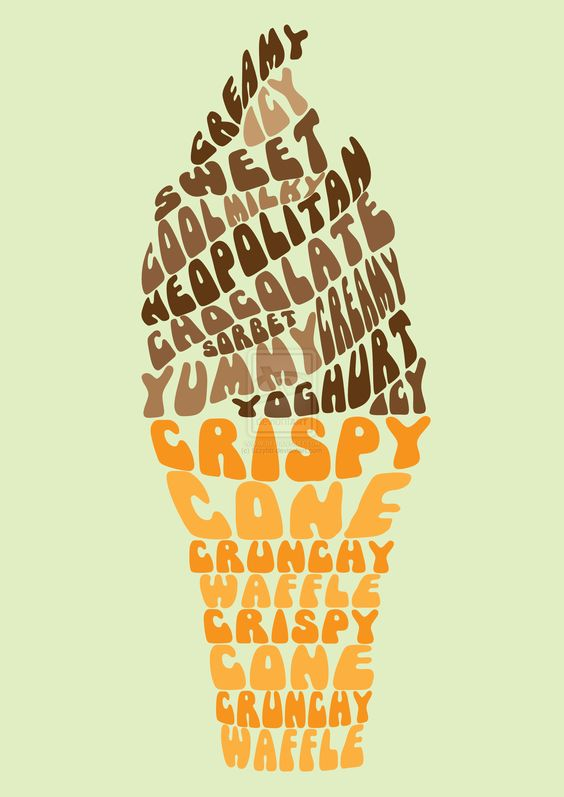 CREAMY
ICY
SWEET
COOL MILKY
NEOPOLITAN
CHOCOLATE
SORBET
CREAMY
YUMMY
YOGHURT
ICY
CRISPY
CONE
CRUNCHY
WAFFLE
CRISPY
CONE
CRUNCHY
WAFFLE